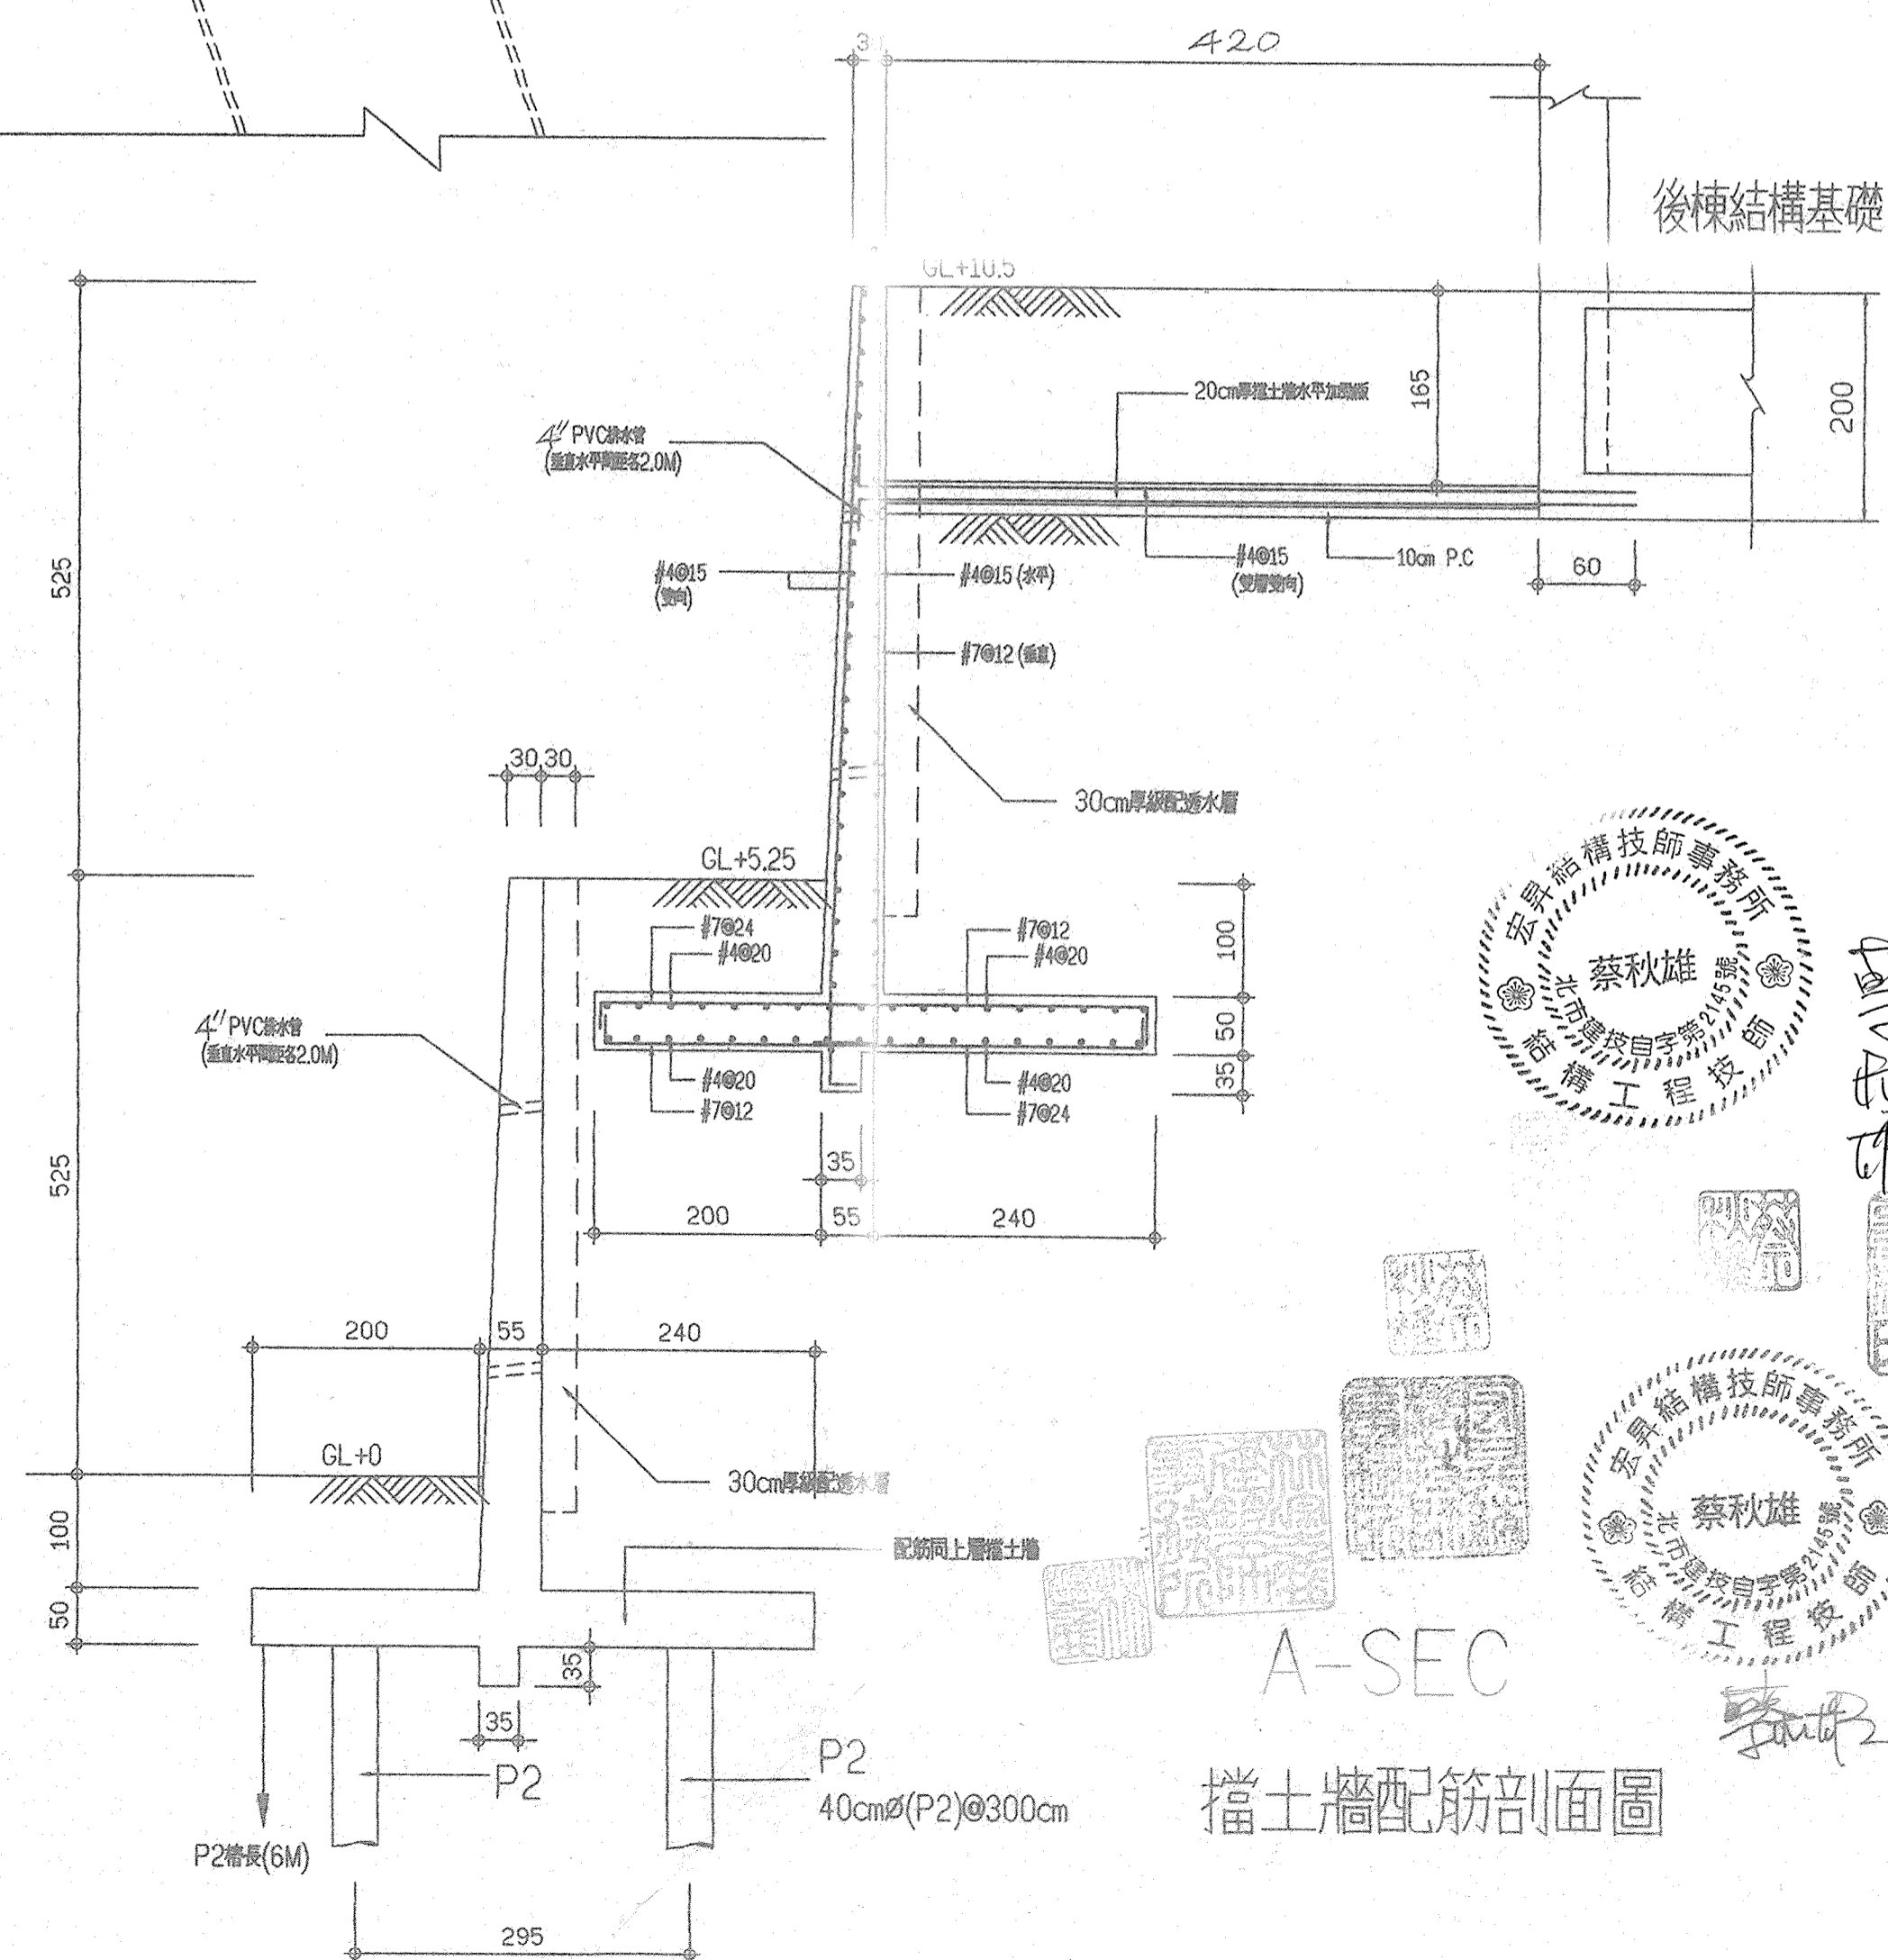 30
420
後棟結構基礎
GL+10.5
20cm厚擋土牆水平加勁版
165
200
4" PVC排水管
(垂直水平間距各2.0M)
525
#4@15
(雙向)
#4@15 (水平)
#4@15
(雙層雙向)
10cm P.C
60
#7@12 (垂直)
30 30
30cm厚級配透水層
GL+5.25
#7@24
#4@20
#7@12
#4@20
100
50
35
4" PVC排水管
(垂直水平間距各2.0M)
#4@20
#7@12
#4@20
#7@24
525
35
200
55
240
200
55
240
GL+0
30cm厚級配透水層
100
配筋同上層擋土牆
50
35
35
P2
P2
40cmØ(P2)@300cm
P2樁長(6M)
295
宏昇結構技師事務所
蔡秋雄
北市建技自字第2145號
結構工程技師
宏昇結構技師事務所
蔡秋雄
北市建技自字第2145號
結構工程技師
A-SEC
擋土牆配筋剖面圖